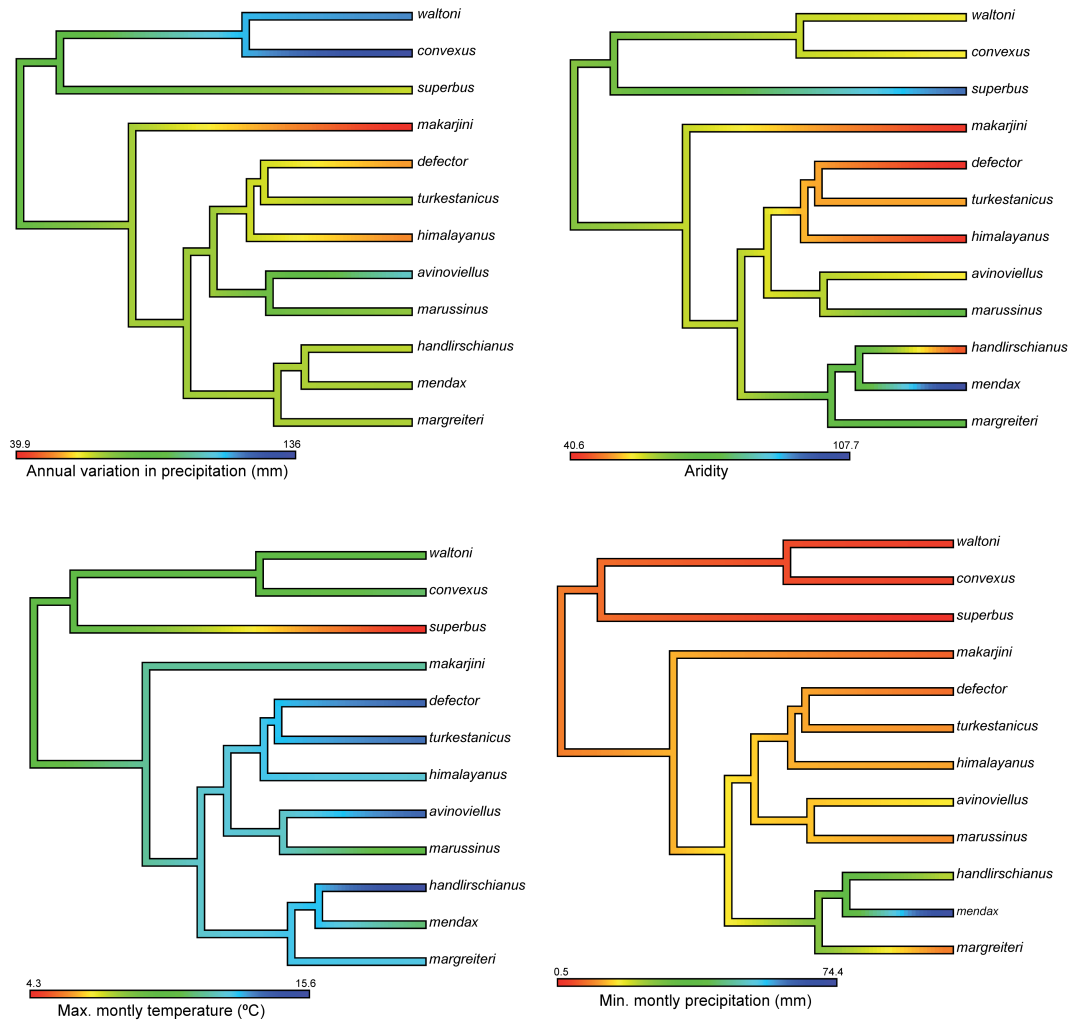 waltoni
convexus
superbus
makarjini
defector
turkestanicus
himalayanus
avinoviellus
marussinus
handlirschianus
mendax
margreiteri
39.9 136
Annual variation in precipitation (mm)
waltoni
convexus
superbus
makarjini
defector
turkestanicus
himalayanus
avinoviellus
marussinus
handlirschianus
mendax
margreiteri
40.6 107.7
Aridity
waltoni
convexus
superbus
makarjini
defector
turkestanicus
himalayanus
avinoviellus
marussinus
handlirschianus
mendax
margreiteri
4.3 15.6
Max. montly temperature (ºC)
waltoni
convexus
superbus
makarjini
defector
turkestanicus
himalayanus
avinoviellus
marussinus
handlirschianus
mendax
margreiteri
0.5 74.4
Min. montly precipitation (mm)